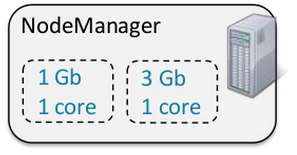 NodeManager
1 Gb
1 core
3 Gb
1 core